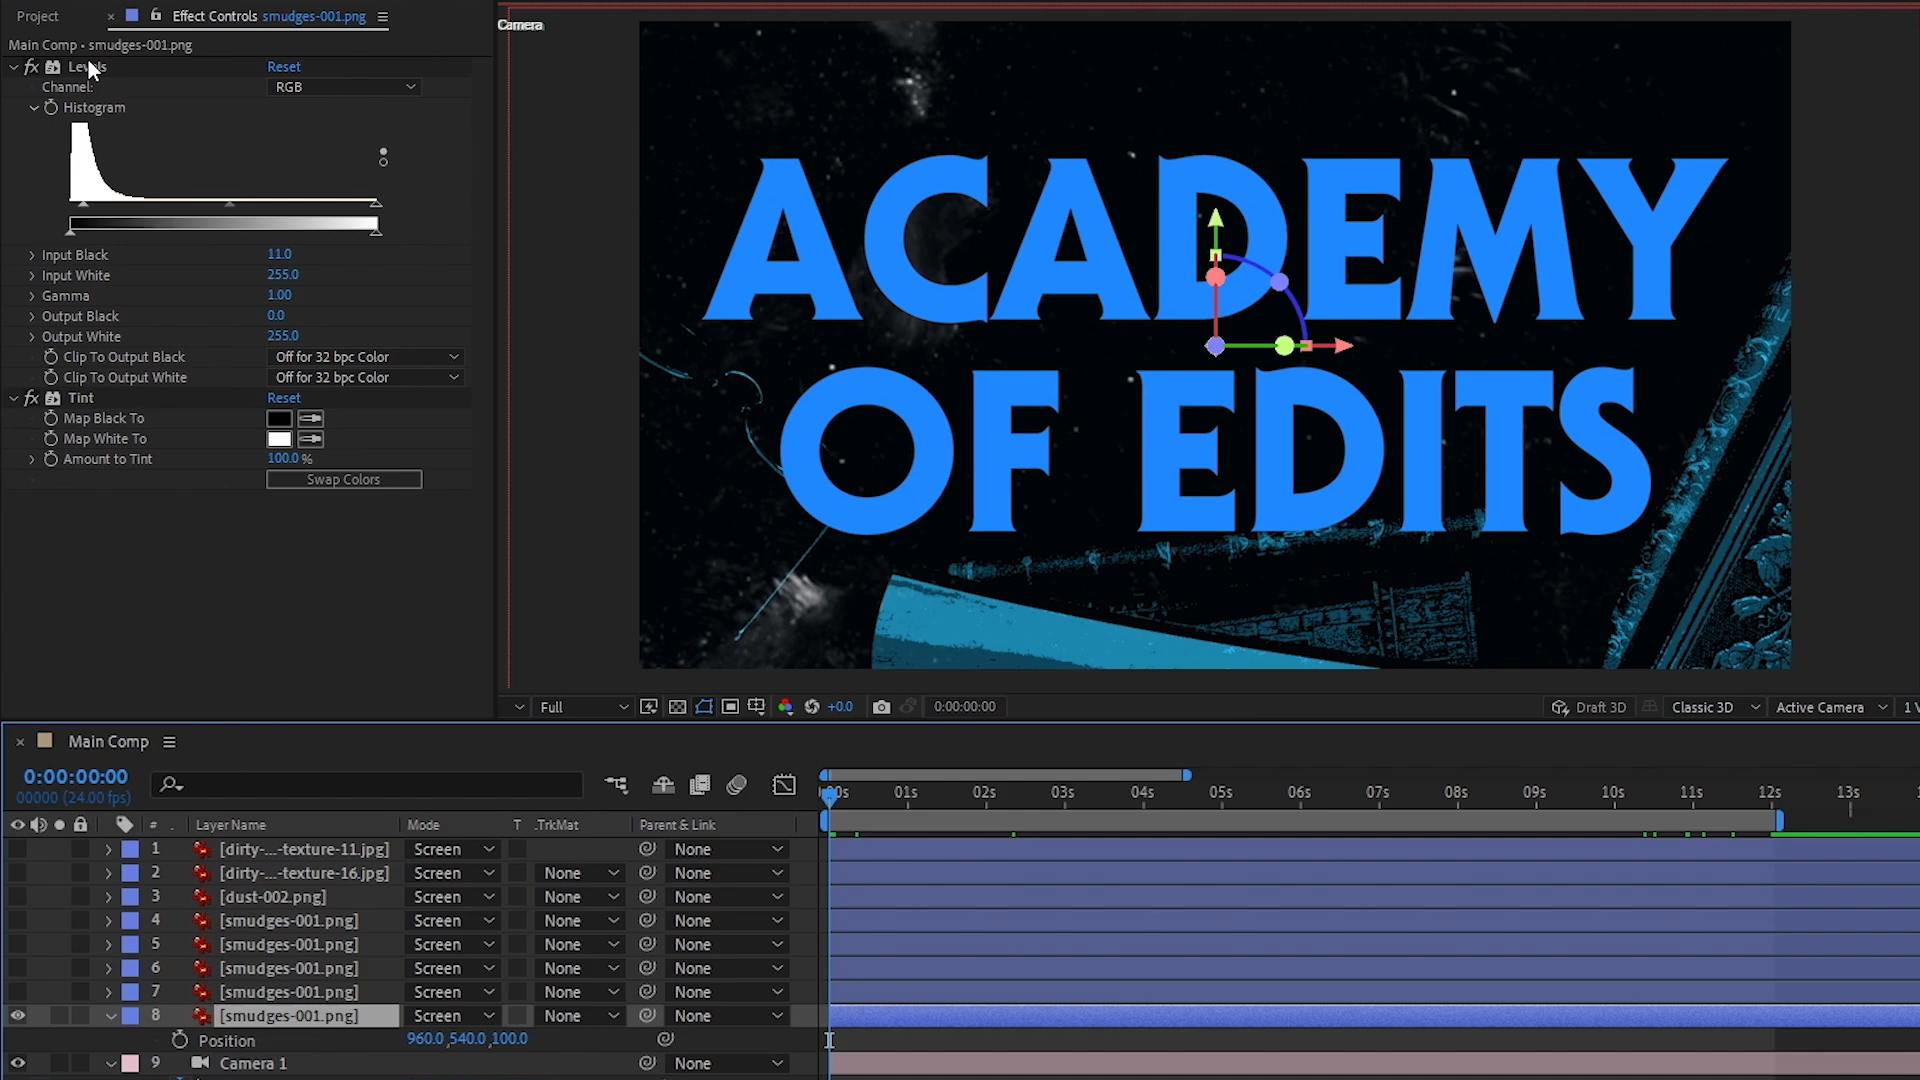 Project × Effect Controls smudges-001.png
Main Comp • smudges-001.png
fx Levels Reset
Channel: RGB
Histogram
Input Black 11.0
Input White 255.0
Gamma 1.00
Output Black 0.0
Output White 255.0
Clip To Output Black Off for 32 bpc Color
Clip To Output White Off for 32 bpc Color
fx Tint Reset
Map Black To
Map White To
Amount to Tint 100.0 %
Swap Colors
Camera
ACADEMY
OF EDITS
Full +0.0 0:00:00:00 Draft 3D Classic 3D Active Camera 1 V
× Main Comp
0:00:00:00
00000 (24.00 fps)
00s 01s 02s 03s 04s 05s 06s 07s 08s 09s 10s 11s 12s 13s
# . Layer Name Mode T .TrkMat Parent & Link
1 [dirty-...-texture-11.jpg] Screen None
2 [dirty-...-texture-16.jpg] Screen None None
3 [dust-002.png] Screen None None
4 [smudges-001.png] Screen None None
5 [smudges-001.png] Screen None None
6 [smudges-001.png] Screen None None
7 [smudges-001.png] Screen None None
8 [smudges-001.png] Screen None None
Position 960.0,540.0,100.0
9 Camera 1 None